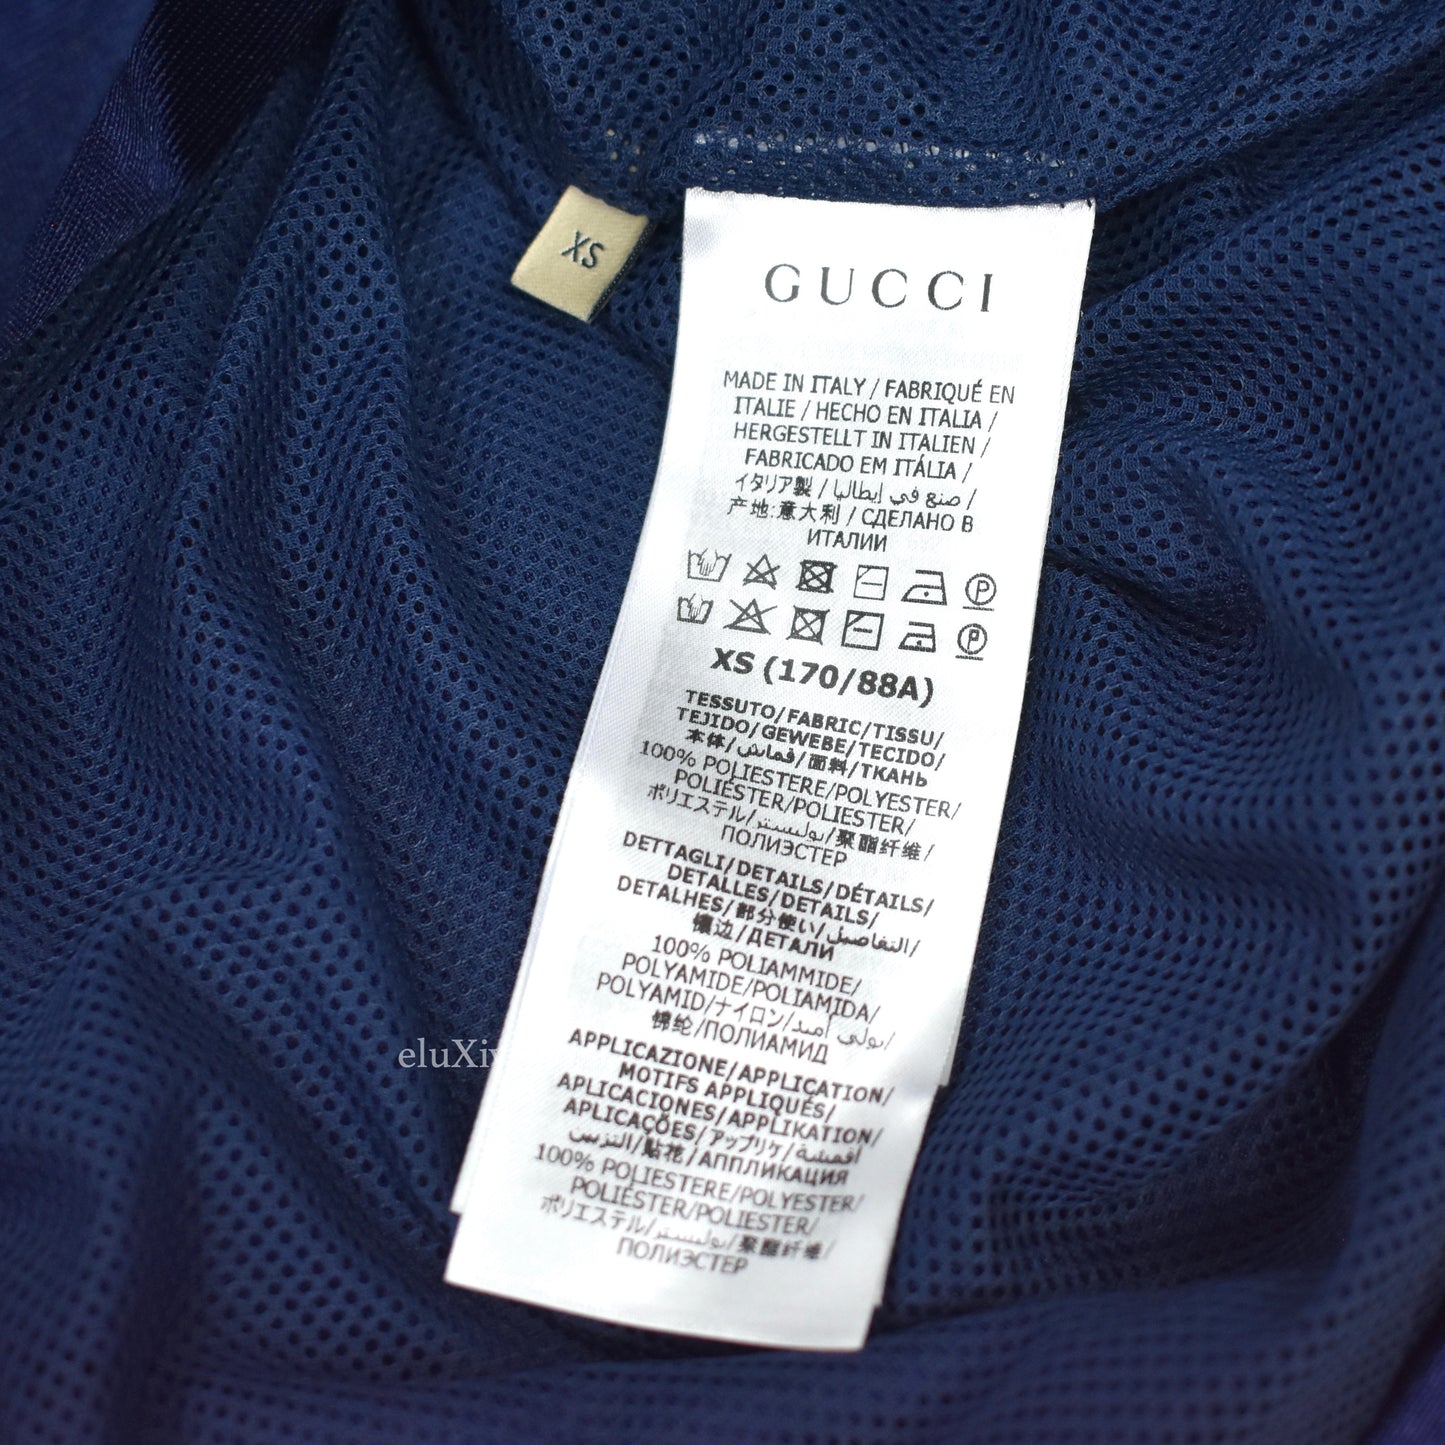 XS
GUCCI
MADE IN ITALY / FABRIQUÉ EN
ITALIE / HECHO EN ITALIA /
HERGESTELLT IN ITALIEN /
FABRICADO EM ITÁLIA /
イタリア製 / صنع في إيطاليا /
产地:意大利 / СДЕЛАНО В
ИТАЛИИ
XS (170/88A)
TESSUTO/FABRIC/TISSU/
TEJIDO/GEWEBE/TECIDO/
本体/قماش/面料/ТКАНЬ
100% POLIESTERE/POLYESTER/
POLIÉSTER/POLIESTER/
ポリエステル/بوليستر/聚酯纤维/
ПОЛИЭСТЕР
DETTAGLI/DETAILS/DÉTAILS/
DETALLES/DETAILS/
DETALHES/部分使い/التفاصيل/
镶边/ДЕТАЛИ
100% POLIAMMIDE/
POLYAMIDE/POLIAMIDA/
POLYAMID/ナイロン/بولي أميد/
锦纶/ПОЛИАМИД
APPLICAZIONE/APPLICATION/
MOTIFS APPLIQUÉS/
APLICACIONES/APPLIKATION/
APLICAÇÕES/アップリケ/أقمشة
التزيين/贴花/АППЛИКАЦИЯ
100% POLIESTERE/POLYESTER/
POLIÉSTER/POLIESTER/
ポリエステル/بوليستر/聚酯纤维/
ПОЛИЭСТЕР
eluXiv